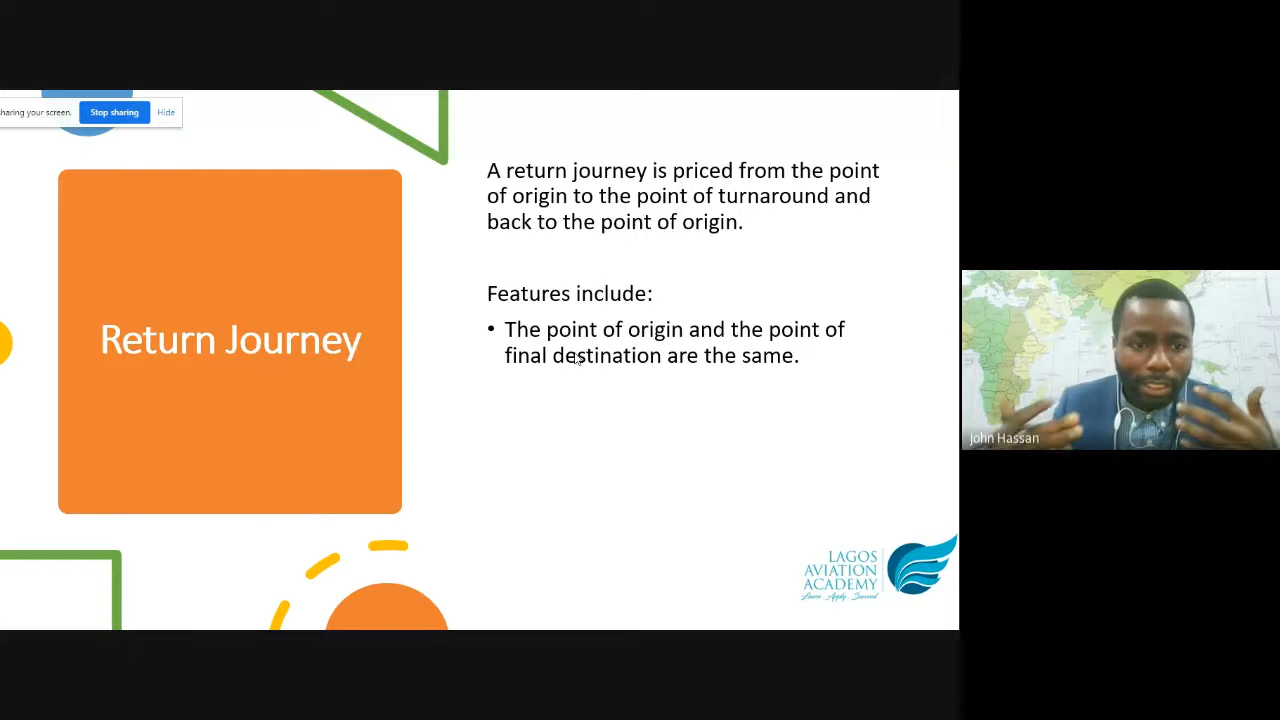 sharing your screen.
Stop sharing
Hide
Return Journey
A return journey is priced from the point
of origin to the point of turnaround and
back to the point of origin.
Features include:
• The point of origin and the point of
final destination are the same.
LAGOS
AVIATION
ACADEMY
Learn . Apply . Succeed
John Hassan